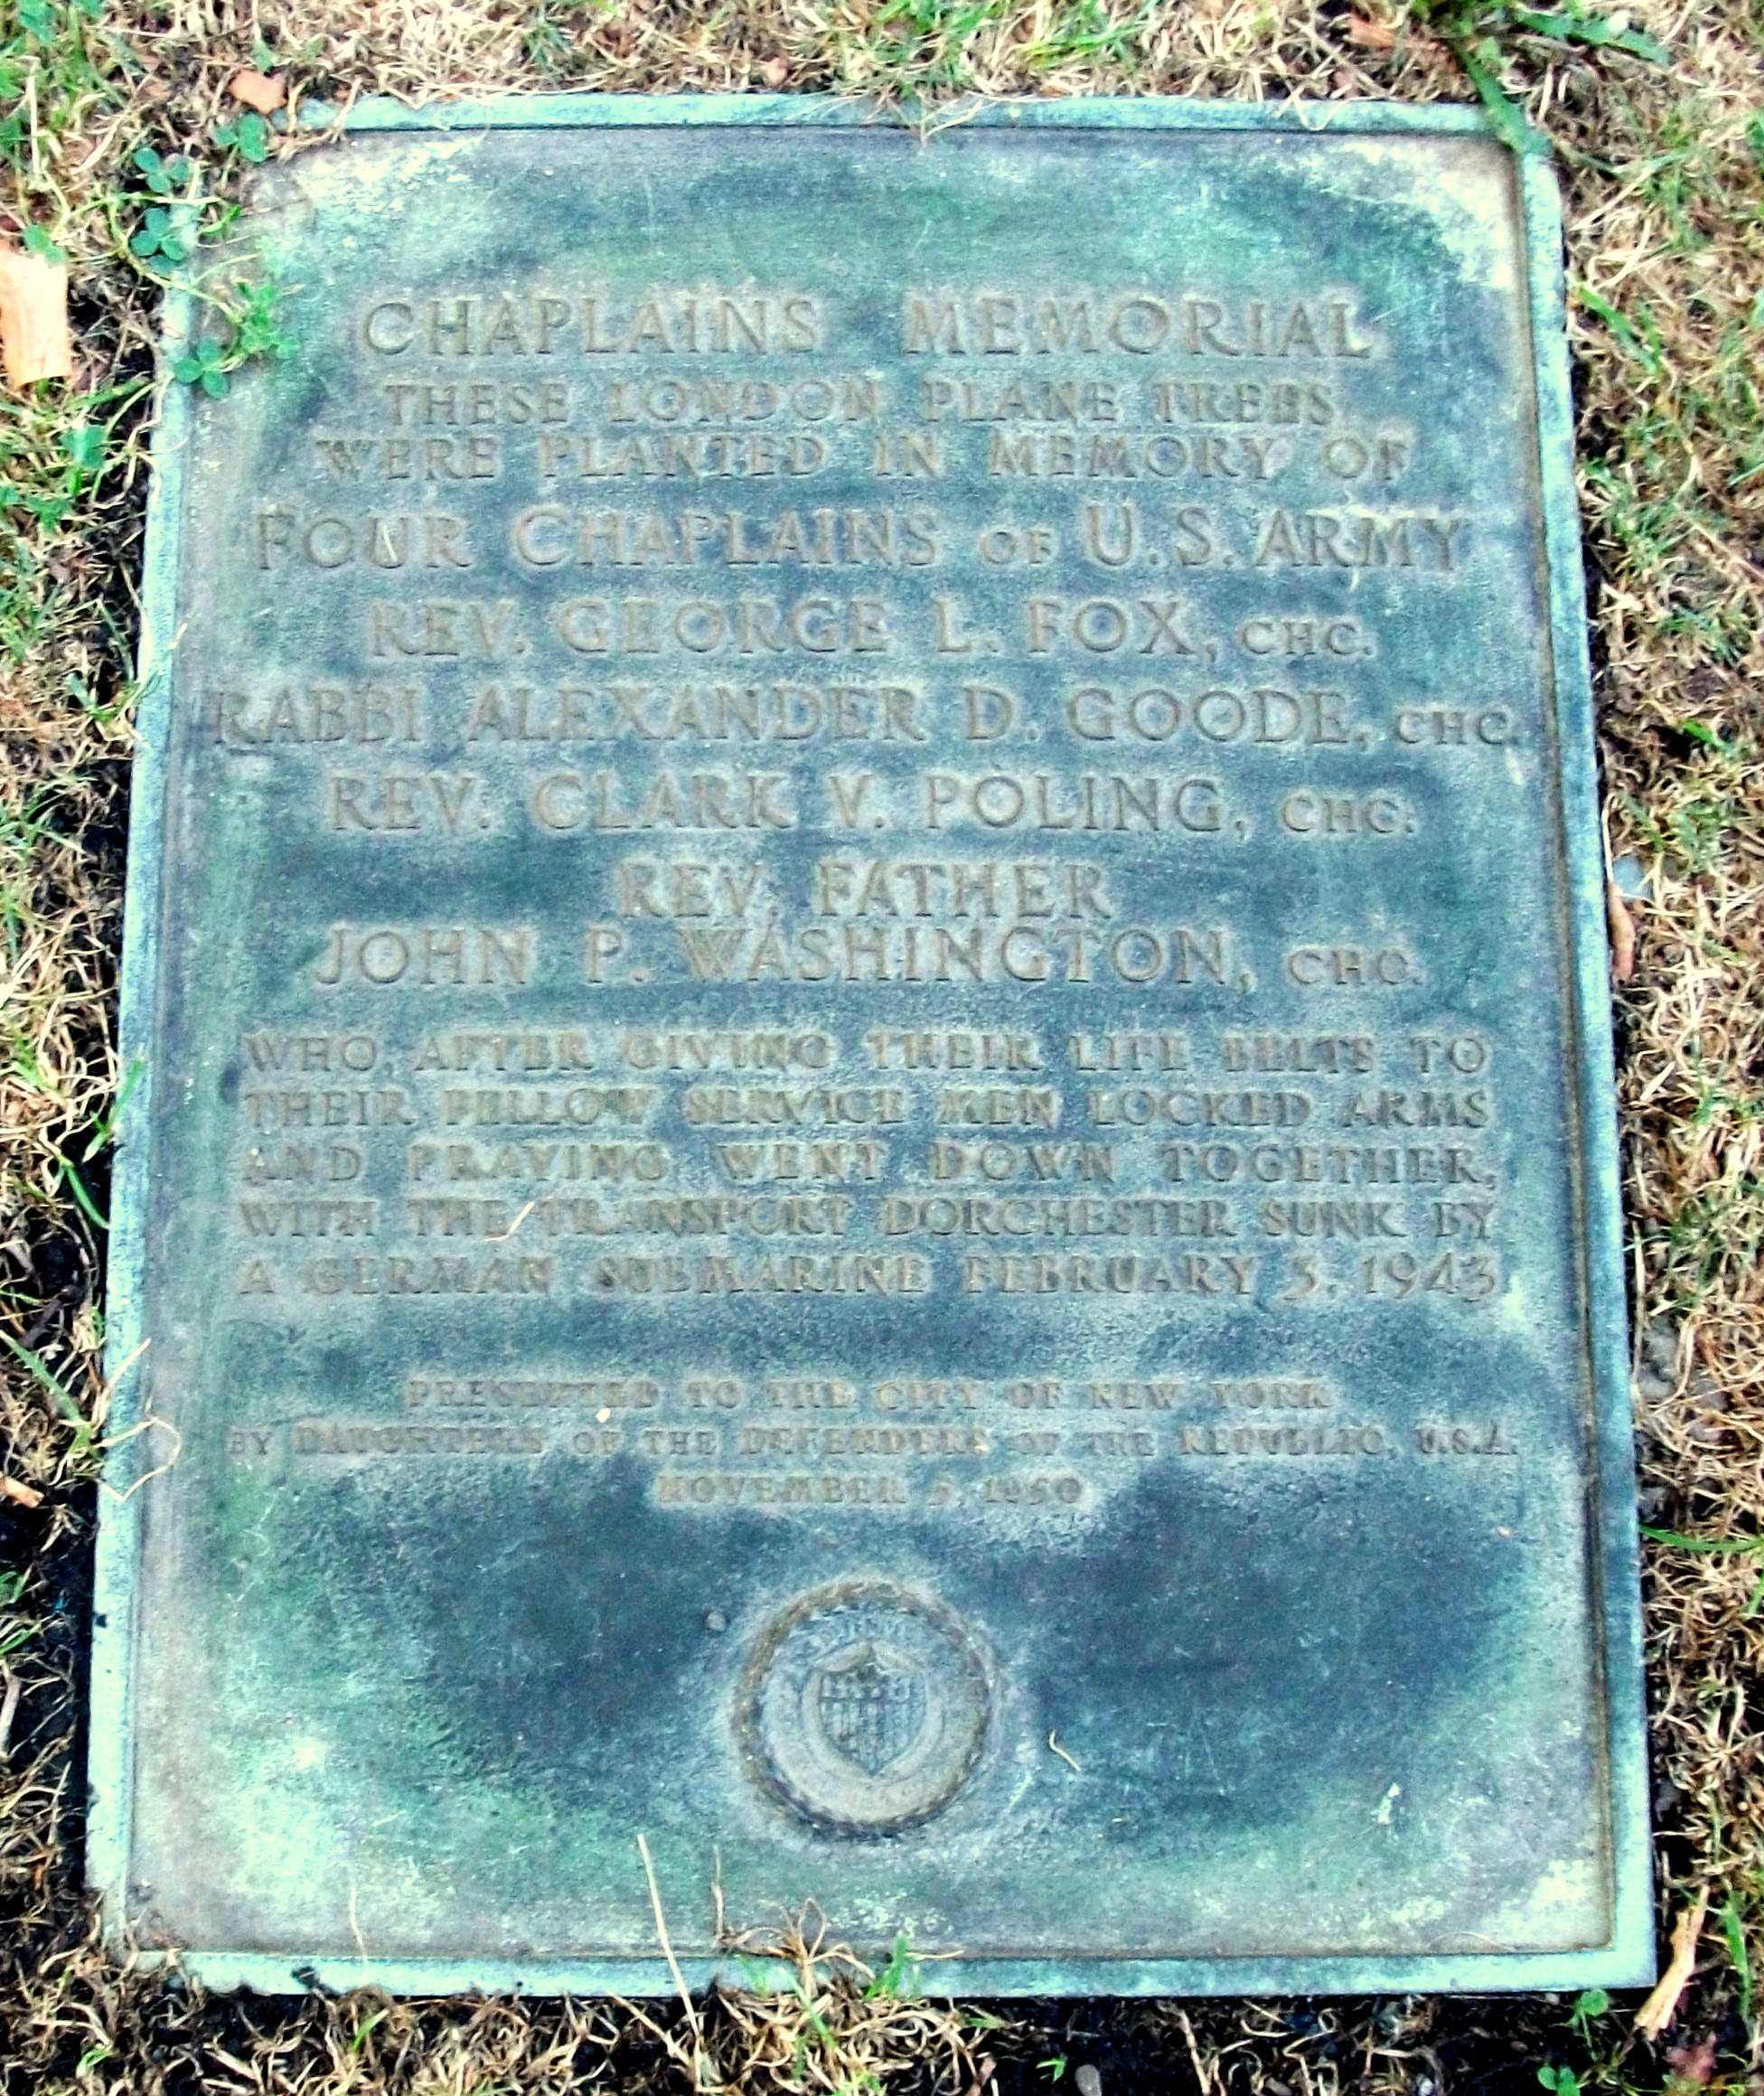 CHAPLAINS MEMORIAL
THESE LONDON PLANE TREES
WERE PLANTED IN MEMORY OF
FOUR CHAPLAINS OF U.S. ARMY
REV. GEORGE L. FOX, CHC.
RABBI ALEXANDER D. GOODE, CHC.
REV. CLARK V. POLING, CHC.
REV. FATHER
JOHN P. WASHINGTON, CHC.
WHO, AFTER GIVING THEIR LIFE BELTS TO
THEIR FELLOW SERVICE MEN LOCKED ARMS
AND PRAYING WENT DOWN TOGETHER,
WITH THE TRANSPORT DORCHESTER SUNK BY
A GERMAN SUBMARINE FEBRUARY 3, 1943
PRESENTED TO THE CITY OF NEW YORK
BY DAUGHTERS OF THE DEFENDERS OF THE REPUBLIC, U.S.A.
NOVEMBER 1950